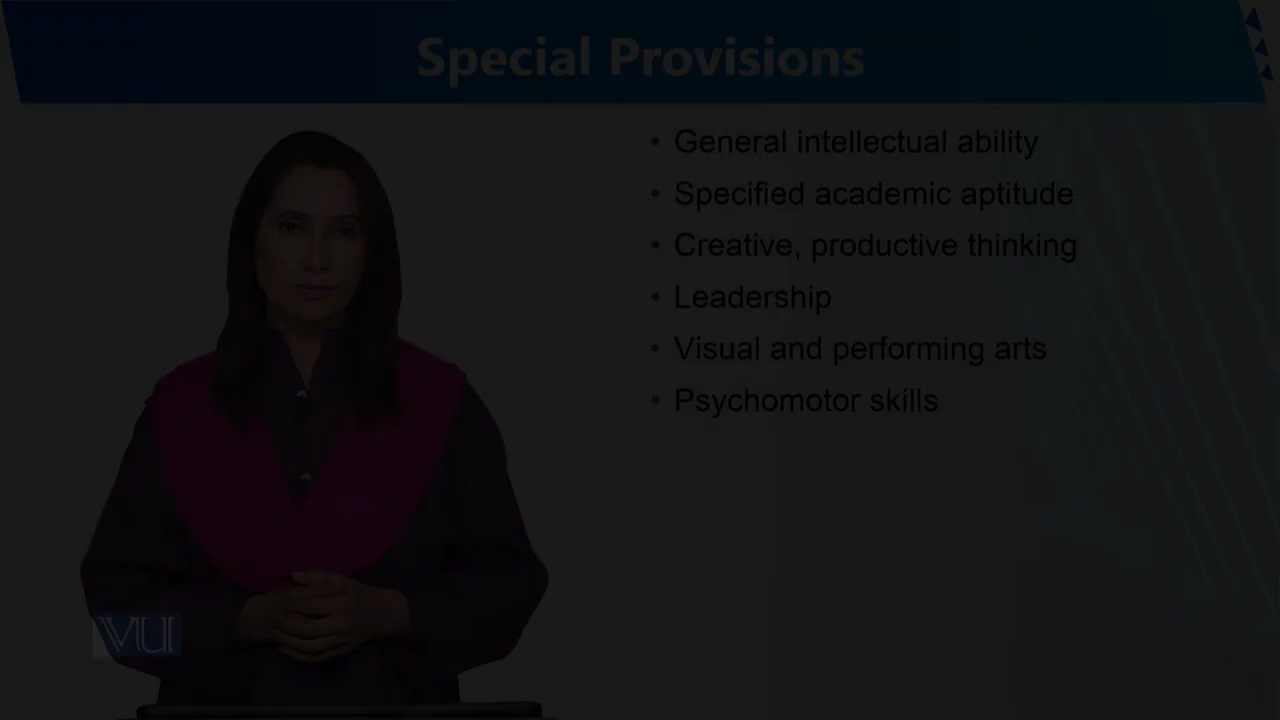 Special Provisions
General intellectual ability
Specified academic aptitude
Creative, productive thinking
Leadership
Visual and performing arts
Psychomotor skills
VU